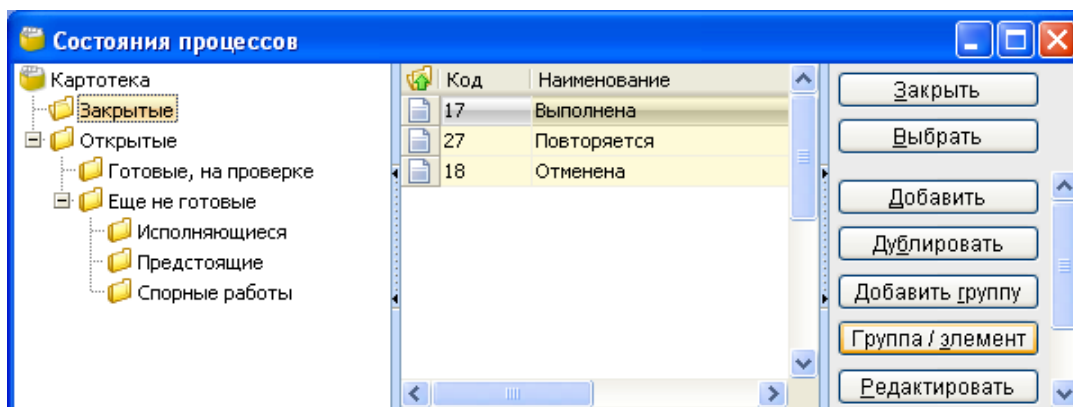 Состояния процессов
Картотека
Закрытые
Открытые
Готовые, на проверке
Еще не готовые
Исполняющиеся
Предстоящие
Спорные работы
Код Наименование
17 Выполнена
27 Повторяется
18 Отменена
Закрыть
Выбрать
Добавить
Дублировать
Добавить группу
Группа / элемент
Редактировать